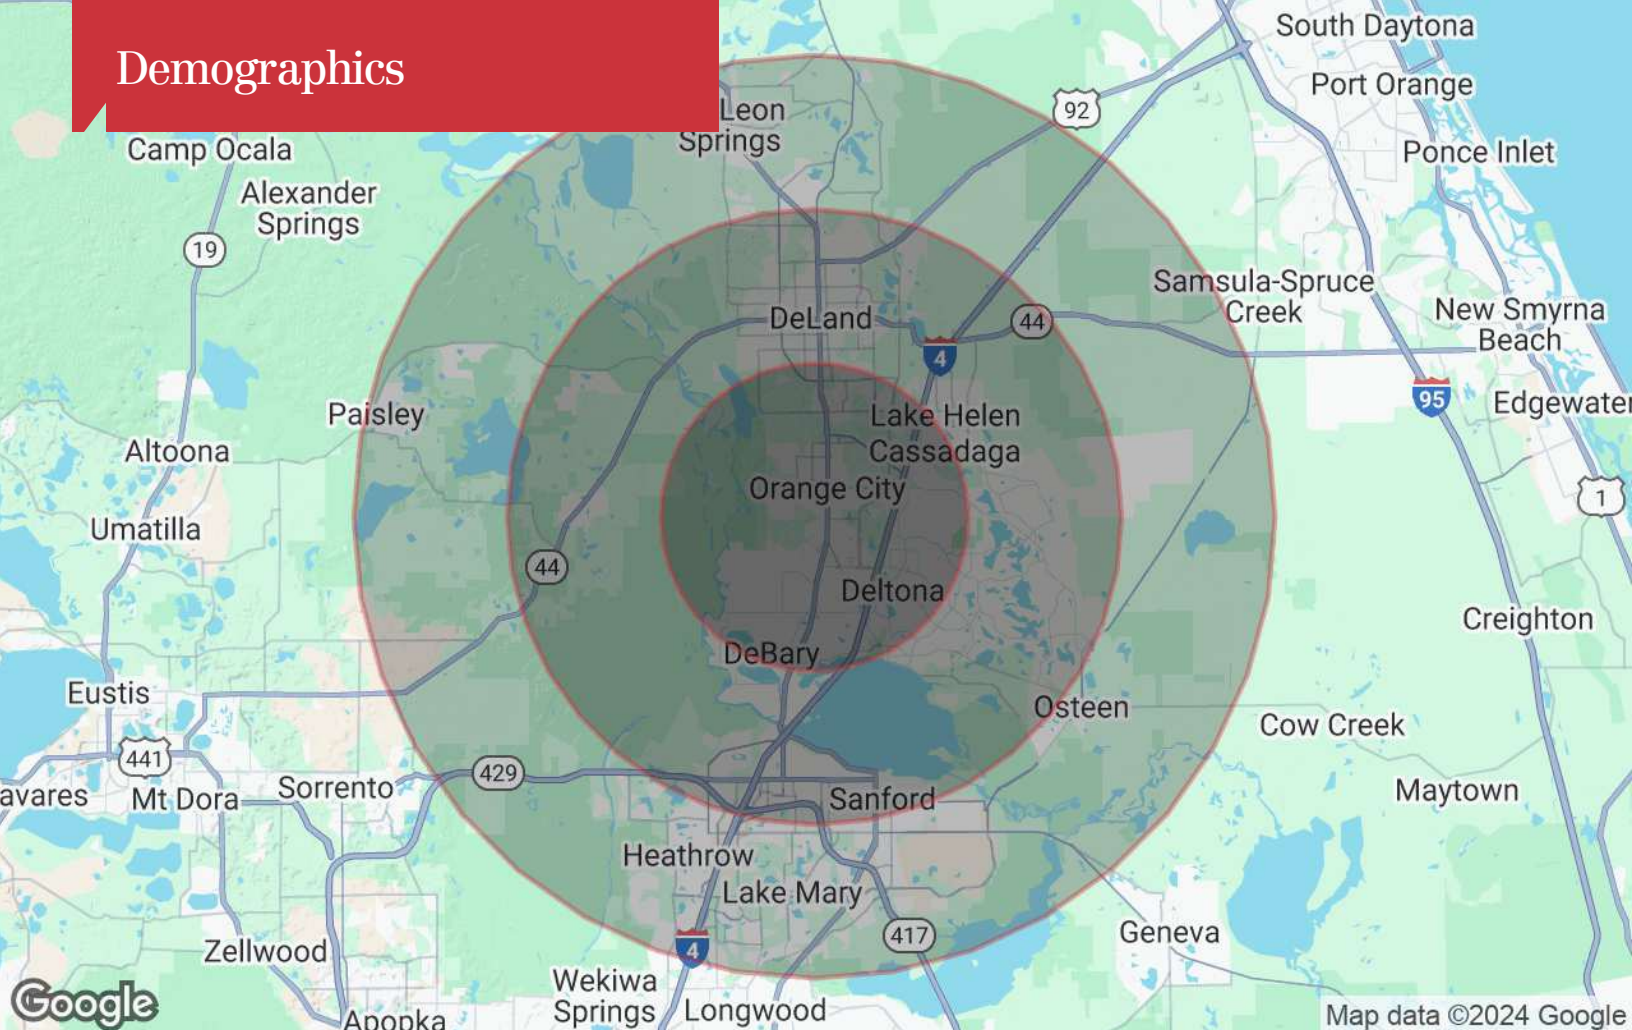 Demographics
South Daytona
Port Orange
92
Leon
Springs
Camp Ocala
Ponce Inlet
Alexander
Springs
19
Samsula-Spruce
Creek
New Smyrna
Beach
DeLand
44
4
95
Edgewater
Paisley
Lake Helen
Cassadaga
Altoona
Orange City
1
Umatilla
44
Deltona
Creighton
DeBary
Eustis
Osteen
Cow Creek
441
429
avares
Mt Dora
Sorrento
Sanford
Maytown
Heathrow
Lake Mary
417
Geneva
4
Zellwood
Wekiwa
Springs
Longwood
Apopka
Google
Map data ©2024 Google